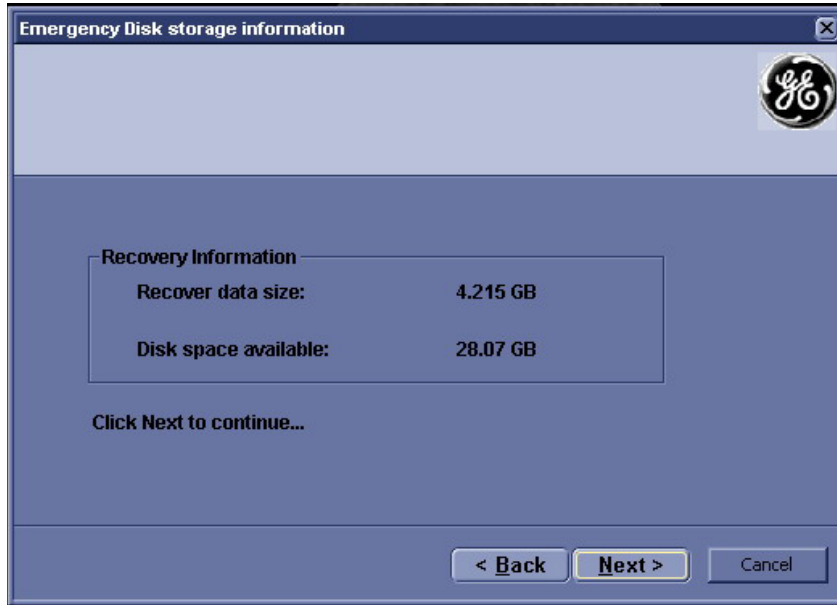 Emergency Disk storage information
GE
Recovery Information
Recover data size: 4.215 GB
Disk space available: 28.07 GB
Click Next to continue...
< Back Next > Cancel